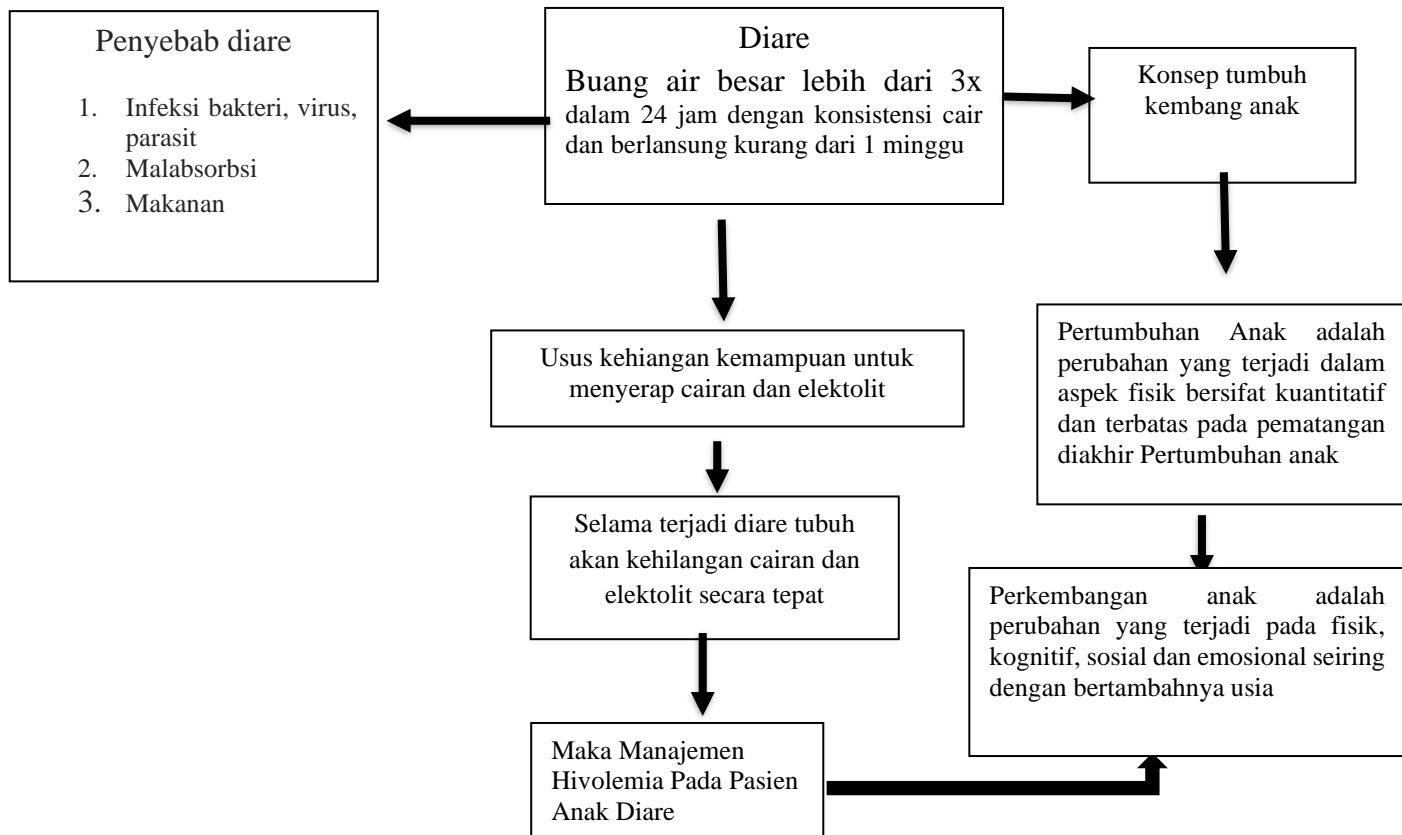 Penyebab diare
1. Infeksi bakteri, virus,
parasit
2. Malabsorbsi
3. Makanan
Diare
Buang air besar lebih dari 3x
dalam 24 jam dengan konsistensi cair
dan berlansung kurang dari 1 minggu
Konsep tumbuh
kembang anak
Usus kehiangan kemampuan untuk
menyerap cairan dan elektolit
Pertumbuhan Anak adalah
perubahan yang terjadi dalam
aspek fisik bersifat kuantitatif
dan terbatas pada pematangan
diakhir Pertumbuhan anak
Selama terjadi diare tubuh
akan kehilangan cairan dan
elektolit secara tepat
Perkembangan anak adalah
perubahan yang terjadi pada fisik,
kognitif, sosial dan emosional seiring
dengan bertambahnya usia
Maka Manajemen
Hivolemia Pada Pasien
Anak Diare